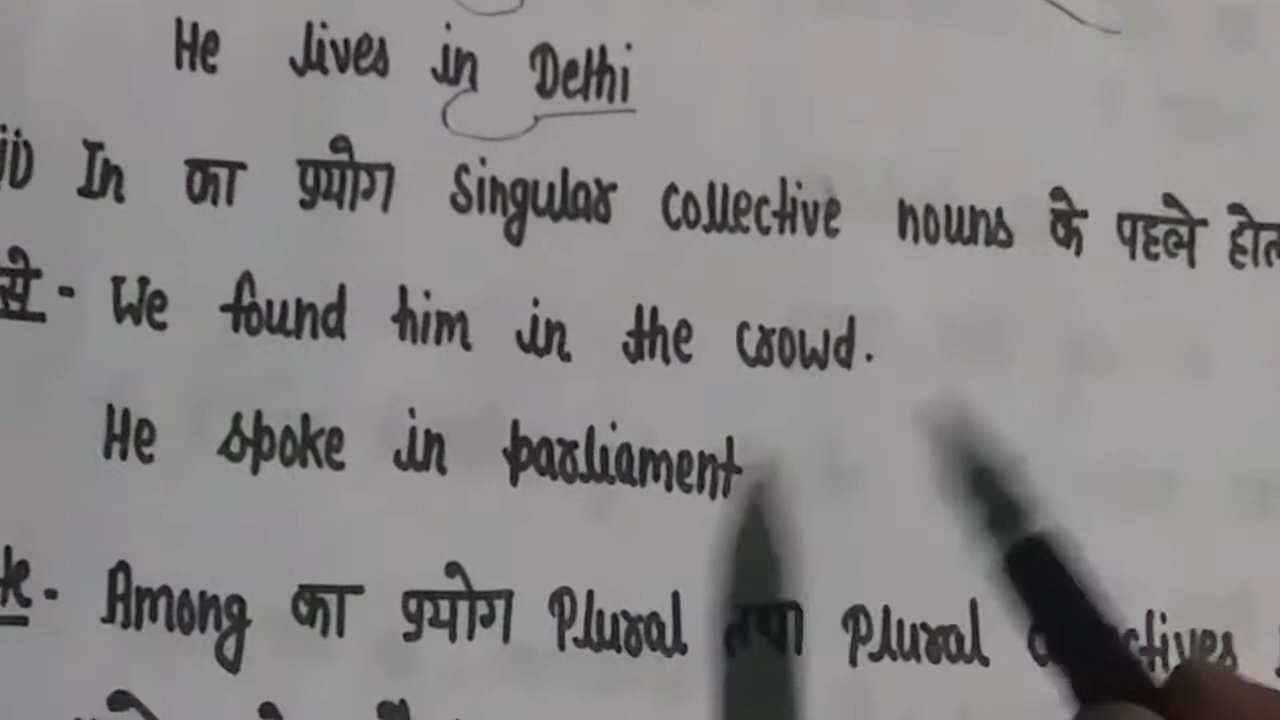 He lives in Delhi
ii) In का प्रयोग Singular collective nouns के पहले
से - We found him in the crowd.
He spoke in parliament
Among का प्रयोग Plural तथा Plural